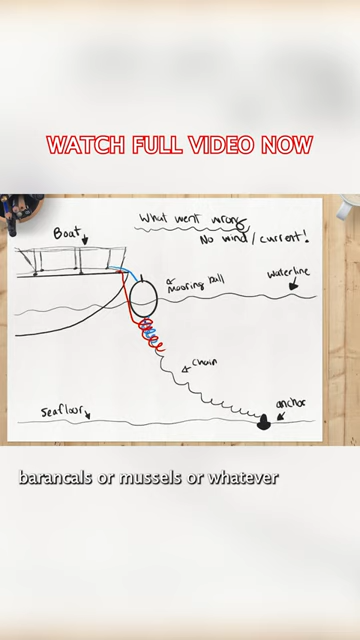 WATCH FULL VIDEO NOW
What went wrong
No wind/current!
Boat
mooring ball
waterline
chain
anchor
Seafloor
barancals or mussels or whatever